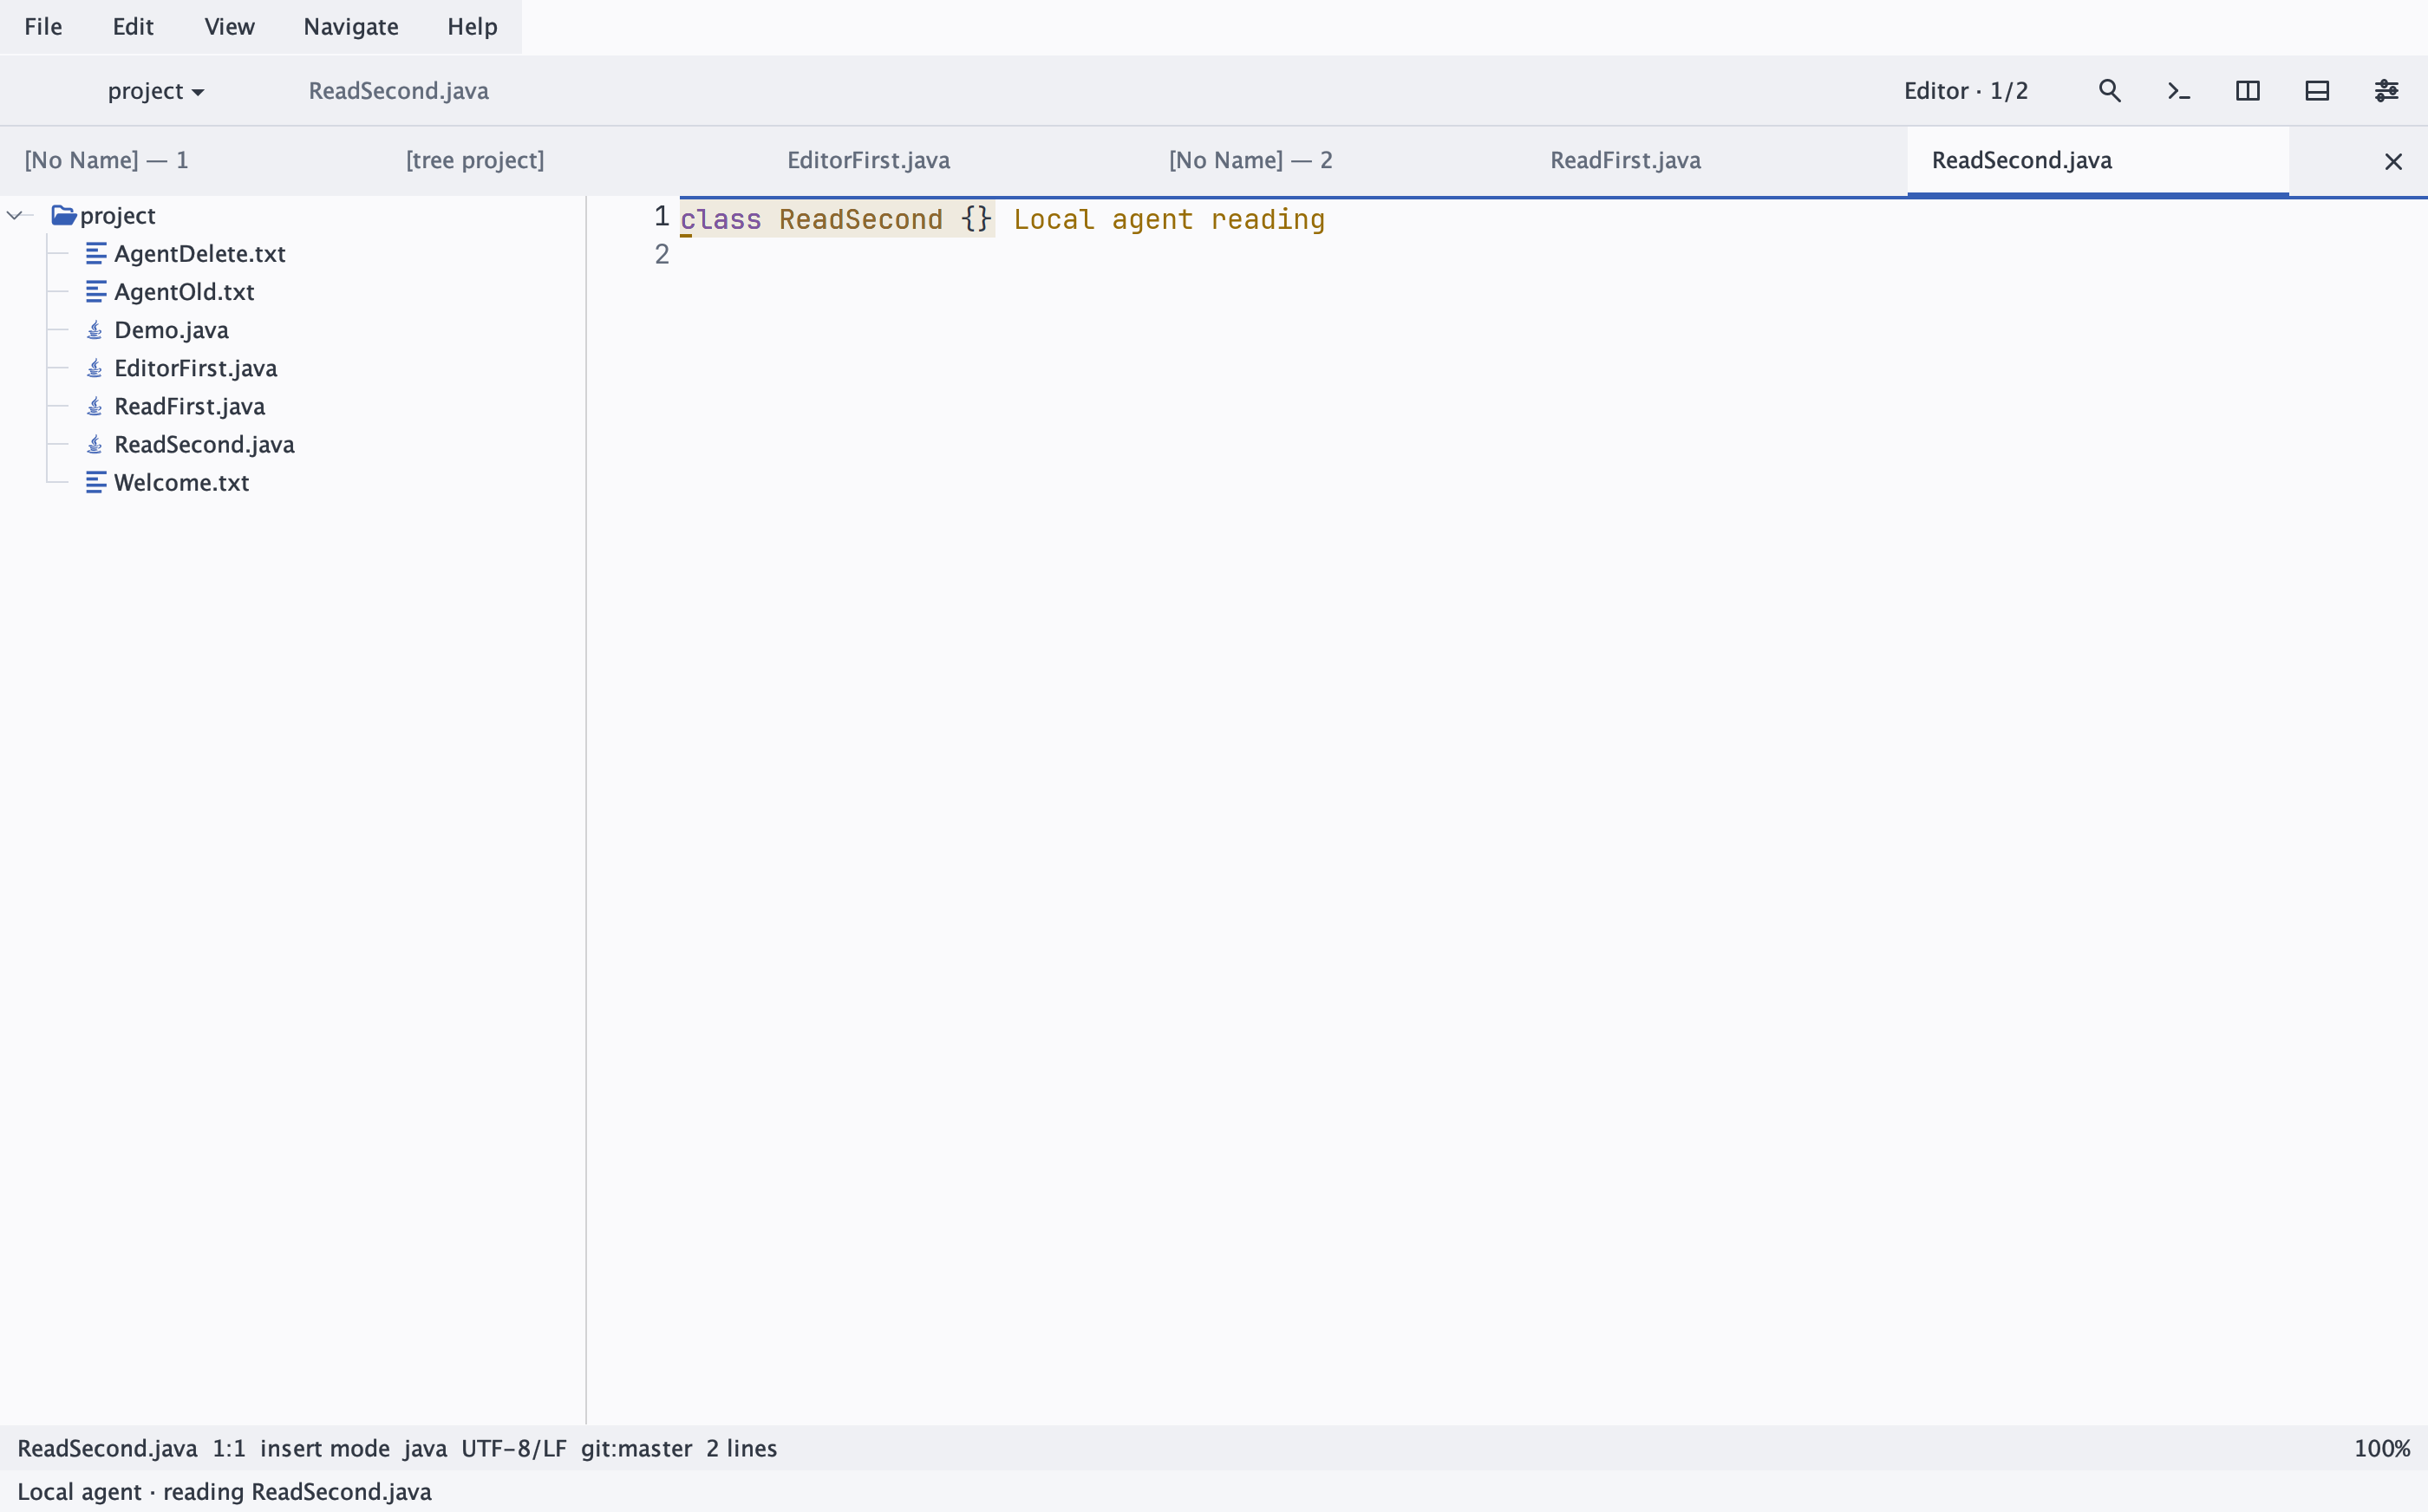 File Edit View Navigate Help
project ReadSecond.java Editor · 1/2
[No Name] — 1 [tree project] EditorFirst.java [No Name] — 2 ReadFirst.java ReadSecond.java
project
AgentDelete.txt
AgentOld.txt
Demo.java
EditorFirst.java
ReadFirst.java
ReadSecond.java
Welcome.txt
1 class ReadSecond {} Local agent reading
2
ReadSecond.java 1:1 insert mode java UTF-8/LF git:master 2 lines 100%
Local agent · reading ReadSecond.java